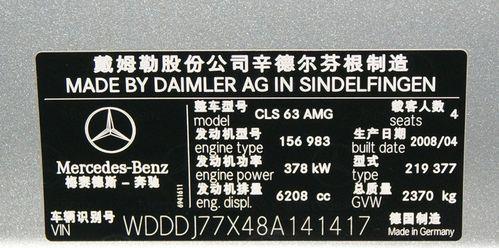 戴姆勒股份公司辛德尔芬根制造
MADE BY DAIMLER AG IN SINDELFINGEN
整车型号 model CLS 63 AMG 载客人数 seats 4
发动机型号 engine type 156 983 生产日期 built date 2008/04
发动机功率 engine power 378 kW 型式 type 219 377
发动机排量 eng. displ. 6208 cc 总质量 GVW 2370 kg
Mercedes-Benz
梅赛德斯-奔驰
6941611
车辆识别号 VIN WDDDJ77X48A141417 德国制造 Made in Germany